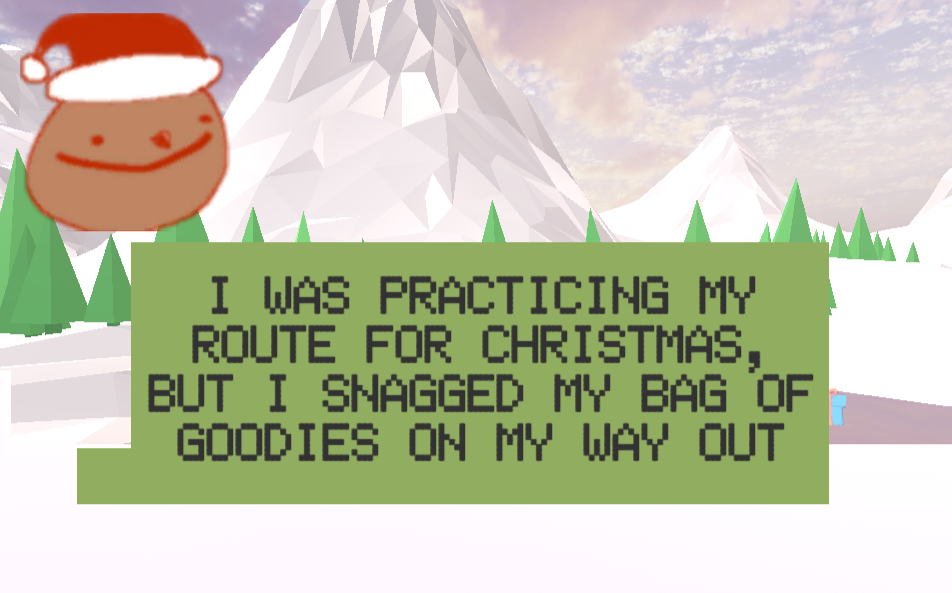 I WAS PRACTICING MY
ROUTE FOR CHRISTMAS,
BUT I SNAGGED MY BAG OF
GOODIES ON MY WAY OUT